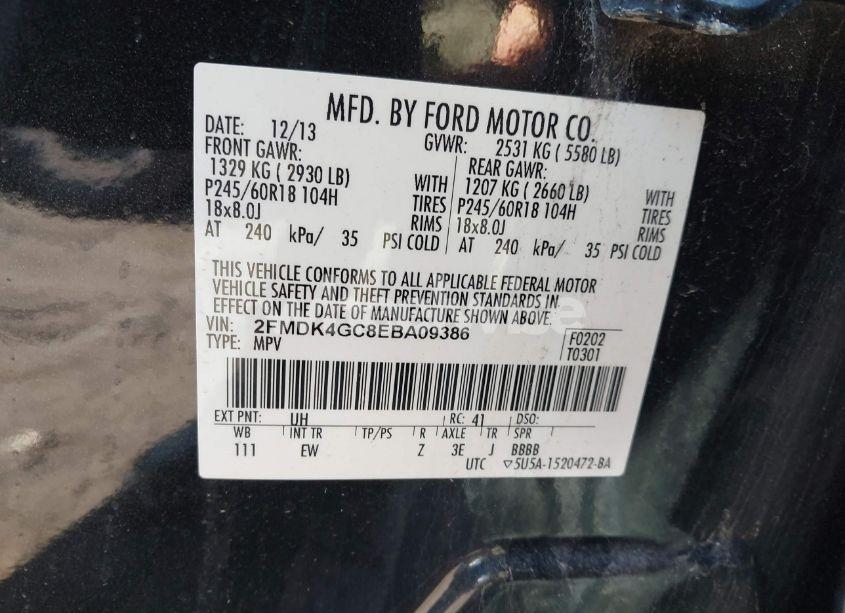 MFD. BY FORD MOTOR CO.
DATE: 12/13 GVWR: 2531 KG ( 5580 LB)
FRONT GAWR: REAR GAWR:
1329 KG ( 2930 LB) WITH 1207 KG ( 2660 LB) WITH
P245/60R18 104H TIRES P245/60R18 104H TIRES
18x8.0J RIMS 18x8.0J RIMS
AT 240 kPa/ 35 PSI COLD AT 240 kPa/ 35 PSI COLD
THIS VEHICLE CONFORMS TO ALL APPLICABLE FEDERAL MOTOR
VEHICLE SAFETY AND THEFT PREVENTION STANDARDS IN
EFFECT ON THE DATE OF MANUFACTURE SHOWN ABOVE.
VIN: 2FMDK4GC8EBA09386 F0202
TYPE: MPV T0301
EXT PNT: UH RC: 41 DSO:
WB INT TR TP/PS R AXLE TR SPR
111 EW Z 3E J BBBB
UTC ▽5U5A-1520472-BA